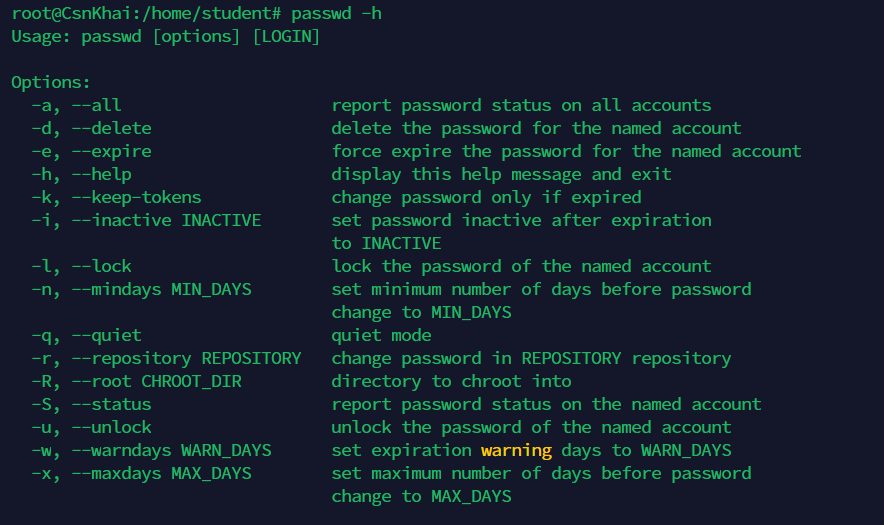 root@CsnKhai:/home/student# passwd -h
Usage: passwd [options] [LOGIN]

Options:
  -a, --all                     report password status on all accounts
  -d, --delete                  delete the password for the named account
  -e, --expire                  force expire the password for the named account
  -h, --help                    display this help message and exit
  -k, --keep-tokens             change password only if expired
  -i, --inactive INACTIVE       set password inactive after expiration
                                to INACTIVE
  -l, --lock                    lock the password of the named account
  -n, --mindays MIN_DAYS        set minimum number of days before password
                                change to MIN_DAYS
  -q, --quiet                   quiet mode
  -r, --repository REPOSITORY   change password in REPOSITORY repository
  -R, --root CHROOT_DIR         directory to chroot into
  -S, --status                  report password status on the named account
  -u, --unlock                  unlock the password of the named account
  -w, --warndays WARN_DAYS      set expiration warning days to WARN_DAYS
  -x, --maxdays MAX_DAYS        set maximum number of days before password
                                change to MAX_DAYS